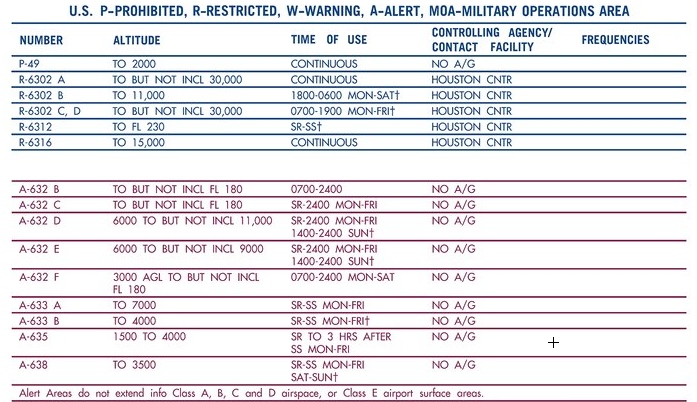 U.S. P–PROHIBITED, R–RESTRICTED, W–WARNING, A–ALERT, MOA–MILITARY OPERATIONS AREA
NUMBER ALTITUDE TIME OF USE CONTROLLING AGENCY/ CONTACT FACILITY FREQUENCIES
P-49 TO 2000 CONTINUOUS NO A/G
R-6302 A TO BUT NOT INCL 30,000 CONTINUOUS HOUSTON CNTR
R-6302 B TO 11,000 1800-0600 MON-SAT† HOUSTON CNTR
R-6302 C, D TO BUT NOT INCL 30,000 0700-1900 MON-FRI† HOUSTON CNTR
R-6312 TO FL 230 SR-SS† HOUSTON CNTR
R-6316 TO 15,000 CONTINUOUS HOUSTON CNTR
A-632 B TO BUT NOT INCL FL 180 0700-2400 NO A/G
A-632 C TO BUT NOT INCL FL 180 SR-2400 MON-FRI NO A/G
A-632 D 6000 TO BUT NOT INCL 11,000 SR-2400 MON-FRI NO A/G
1400-2400 SUN†
A-632 E 6000 TO BUT NOT INCL 9000 SR-2400 MON-FRI NO A/G
1400-2400 SUN†
A-632 F 3000 AGL TO BUT NOT INCL 0700-2400 MON-SAT NO A/G
FL 180
A-633 A TO 7000 SR-SS MON-FRI NO A/G
A-633 B TO 4000 SR-SS MON-FRI† NO A/G
A-635 1500 TO 4000 SR TO 3 HRS AFTER NO A/G
SS MON-FRI
A-638 TO 3500 SR-SS MON-FRI NO A/G
SAT-SUN†
Alert Areas do not extend info Class A, B, C and D airspace, or Class E airport surface areas.